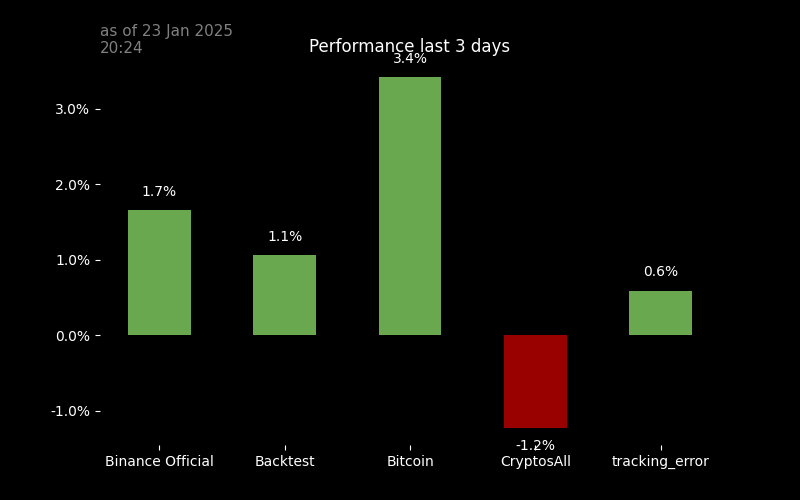 as of 23 Jan 2025
20:24
Performance last 3 days
3.4%
3.0%
2.0%
1.7%
1.1%
1.0%
0.6%
0.0%
-1.0%
-1.2%
Binance Official
Backtest
Bitcoin
CryptosAll
tracking_error